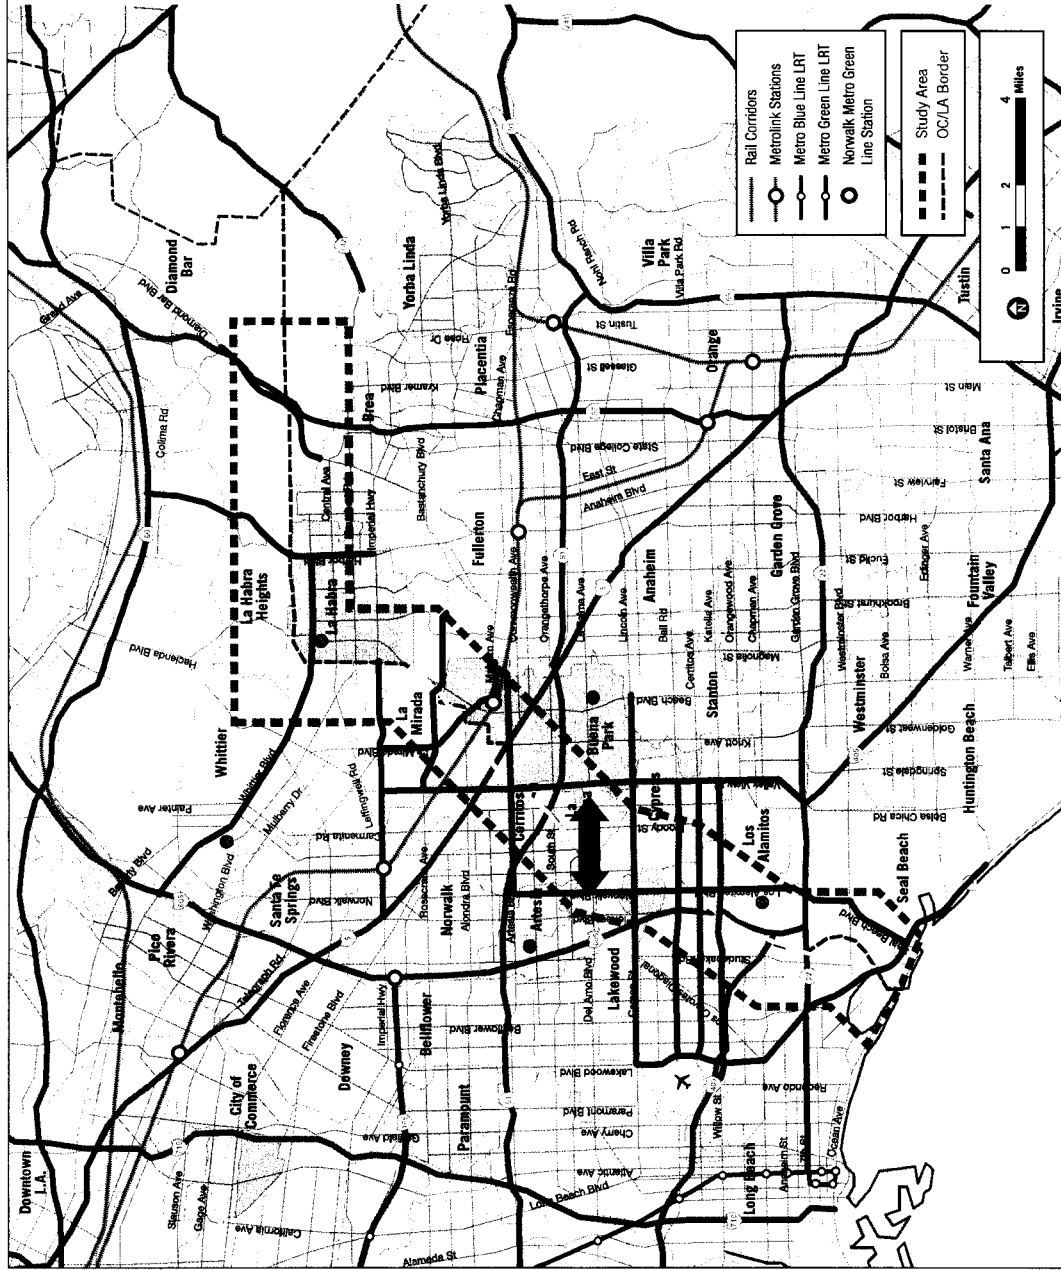 Downtown
L.A.
Montebello
Pico
Rivera
Whittier
La Habra
Heights
La Habra
Diamond
Bar
City of
Commerce
Santa Fe
Springs
Downey
Norwalk
Bellflower
Paramount
La
Mirada
Fullerton
Brea
Placentia
Yorba Linda
Cerritos
Artesia
Lakewood
Buena
Park
Cypress
Anaheim
Stanton
Los
Alamitos
Long Beach
Seal Beach
Westminster
Garden Grove
Orange
Villa
Park
Huntington Beach
Fountain
Valley
Santa Ana
Tustin
Irvine
Slauson Ave
Gage Ave
California Ave
Alameda St
Long Beach Blvd
Atlantic Ave
Cherry Ave
Paramont Blvd
Lakewood Blvd
Garfield Ave
Telegraph Rd.
Florence Ave
Firestone Blvd
Imperial Hwy
Bellflower Blvd
Washington Blvd
Norwalk Blvd
Painter Ave
Whittier Blvd
Mulberry Dr
Leffingwell Rd
Carmenita Rd
Rosecrans Ave
Alondra Blvd
South St
Del Amo Blvd
Moody St
Valley View
Hacienda Blvd
Colima Rd
Grand Ave
Diamond Bar Blvd
Central Ave
Imperial Hwy
Bastanchury Blvd
Kramer Blvd
Rose Dr
Yorba Linda Blvd
Chapman Ave
Commonwealth Ave
Orangethorpe Ave
Lincoln Ave
Ball Rd
Cerritos Ave
Katella Ave
Orangewood Ave
Chapman Ave
Garden Grove Blvd
Magnolia St
Beach Blvd
Knott Ave
State College Blvd
East St
Anaheim Blvd
Glassell St
Tustin St
Nohl Ranch Rd
Villa Park Rd
Main St
Bristol St
Fairview St
Harbor Blvd
Euclid St
Brookhurst St
Edinger Ave
Westminster Blvd
Bolsa Ave
Warner Ave
Talbert Ave
Ellis Ave
Goldenwest St
Springdale St
Bolsa Chica Rd
Seal Beach Blvd
Willow St
Redondo Ave
Anaheim St
7th St
Ocean Ave
Rail Corridors
Metrolink Stations
Metro Blue Line LRT
Metro Green Line LRT
Norwalk Metro Green
Line Station
Study Area
OC/LA Border
0 1 2 4
Miles
N